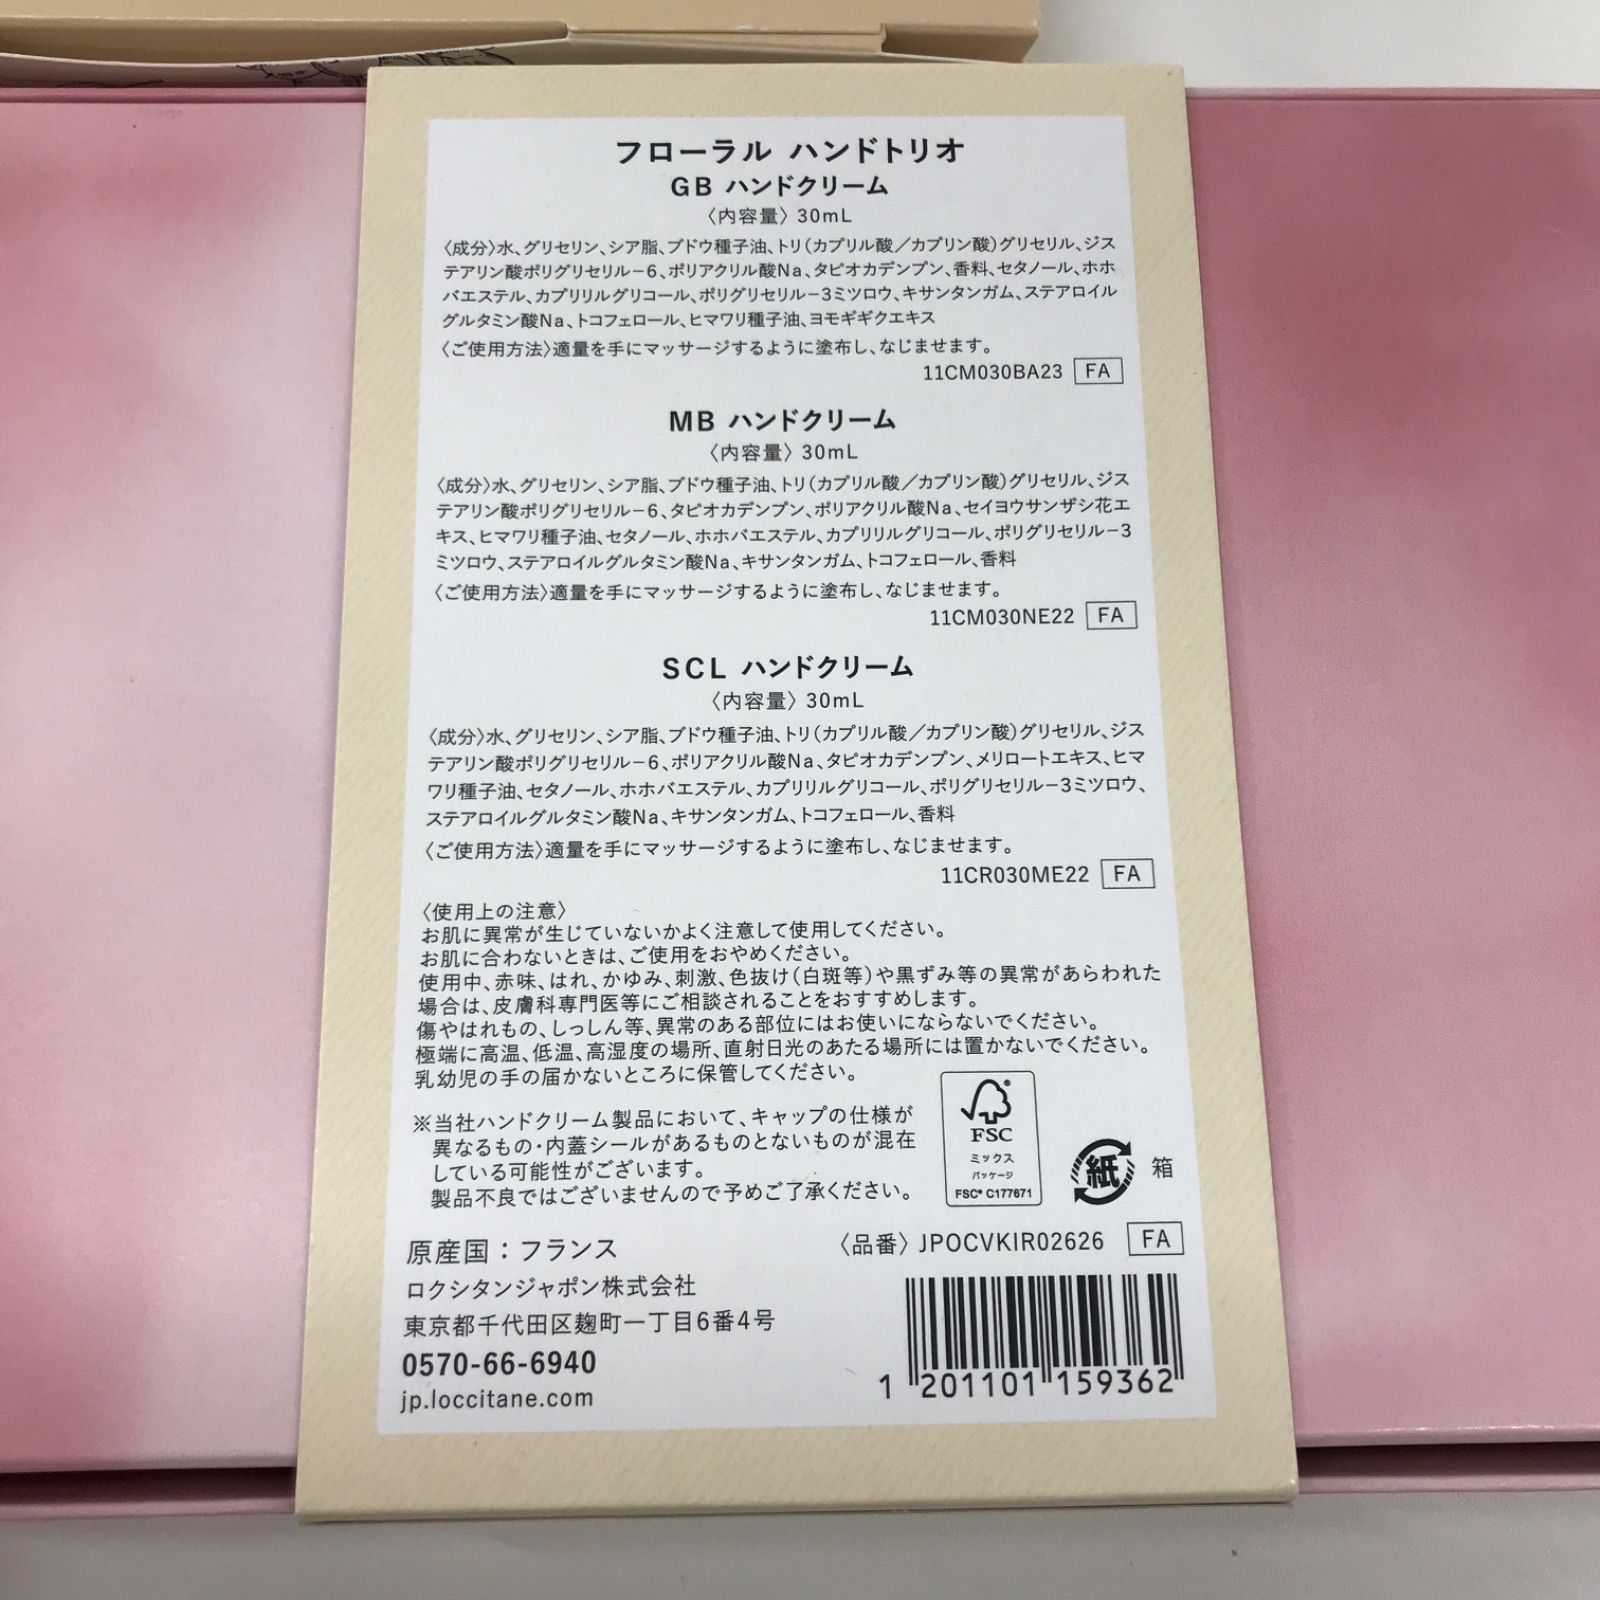 フローラル ハンドトリオ
GB ハンドクリーム
〈内容量〉30mL
〈成分〉水、グリセリン、シア脂、ブドウ種子油、トリ(カプリル酸／カプリン酸)グリセリル、ジス
テアリン酸ポリグリセリル－6、ポリアクリル酸Na、タピオカデンプン、香料、セタノール、ホホ
バエステル、カプリリルグリコール、ポリグリセリル－3ミツロウ、キサンタンガム、ステアロイル
グルタミン酸Na、トコフェロール、ヒマワリ種子油、ヨモギギクエキス
〈ご使用方法〉適量を手にマッサージするように塗布し、なじませます。
11CM030BA23 FA
MB ハンドクリーム
〈内容量〉30mL
〈成分〉水、グリセリン、シア脂、ブドウ種子油、トリ(カプリル酸／カプリン酸)グリセリル、ジス
テアリン酸ポリグリセリル－6、タピオカデンプン、ポリアクリル酸Na、セイヨウサンザシ花エ
キス、ヒマワリ種子油、セタノール、ホホバエステル、カプリリルグリコール、ポリグリセリル－3
ミツロウ、ステアロイルグルタミン酸Na、キサンタンガム、トコフェロール、香料
〈ご使用方法〉適量を手にマッサージするように塗布し、なじませます。
11CM030NE22 FA
SCL ハンドクリーム
〈内容量〉30mL
〈成分〉水、グリセリン、シア脂、ブドウ種子油、トリ(カプリル酸／カプリン酸)グリセリル、ジス
テアリン酸ポリグリセリル－6、ポリアクリル酸Na、タピオカデンプン、メリロートエキス、ヒマ
ワリ種子油、セタノール、ホホバエステル、カプリリルグリコール、ポリグリセリル－3ミツロウ、
ステアロイルグルタミン酸Na、キサンタンガム、トコフェロール、香料
〈ご使用方法〉適量を手にマッサージするように塗布し、なじませます。
11CR030ME22 FA
〈使用上の注意〉
お肌に異常が生じていないかよく注意して使用してください。
お肌に合わないときは、ご使用をおやめください。
使用中、赤味、はれ、かゆみ、刺激、色抜け(白斑等)や黒ずみ等の異常があらわれた
場合は、皮膚科専門医等にご相談されることをおすすめします。
傷やはれもの、しっしん等、異常のある部位にはお使いにならないでください。
極端に高温、低温、高湿度の場所、直射日光のあたる場所には置かないでください。
乳幼児の手の届かないところに保管してください。
※当社ハンドクリーム製品において、キャップの仕様が
異なるもの・内蓋シールがあるものとないものが混在
している可能性がございます。
製品不良ではございませんので予めご了承ください。
®
FSC
ミックス
パッケージ
FSC® C177671
紙 箱
原産国：フランス
ロクシタンジャポン株式会社
東京都千代田区麹町一丁目6番4号
0570-66-6940
jp.loccitane.com
〈品番〉JPOCVKIR02626 FA
1 201101 159362